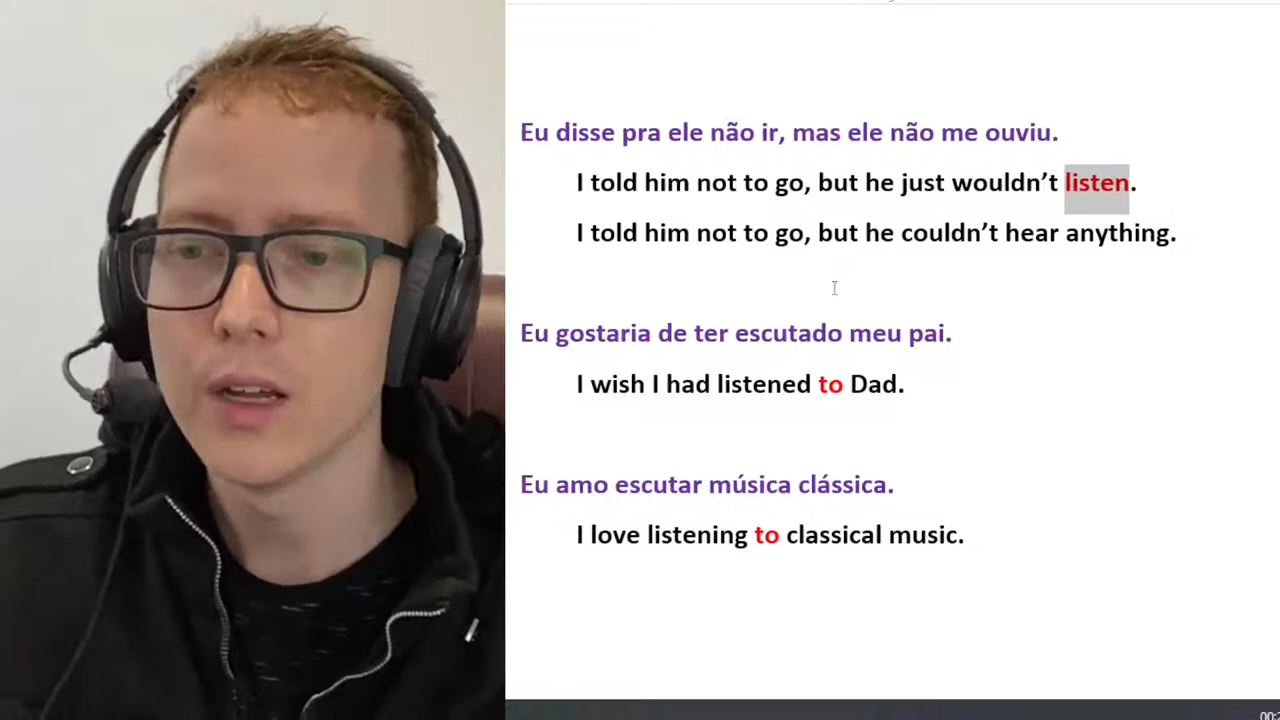 Eu disse pra ele não ir, mas ele não me ouviu.
I told him not to go, but he just wouldn’t listen.
I told him not to go, but he couldn’t hear anything.
Eu gostaria de ter escutado meu pai.
I wish I had listened to Dad.
Eu amo escutar música clássica.
I love listening to classical music.